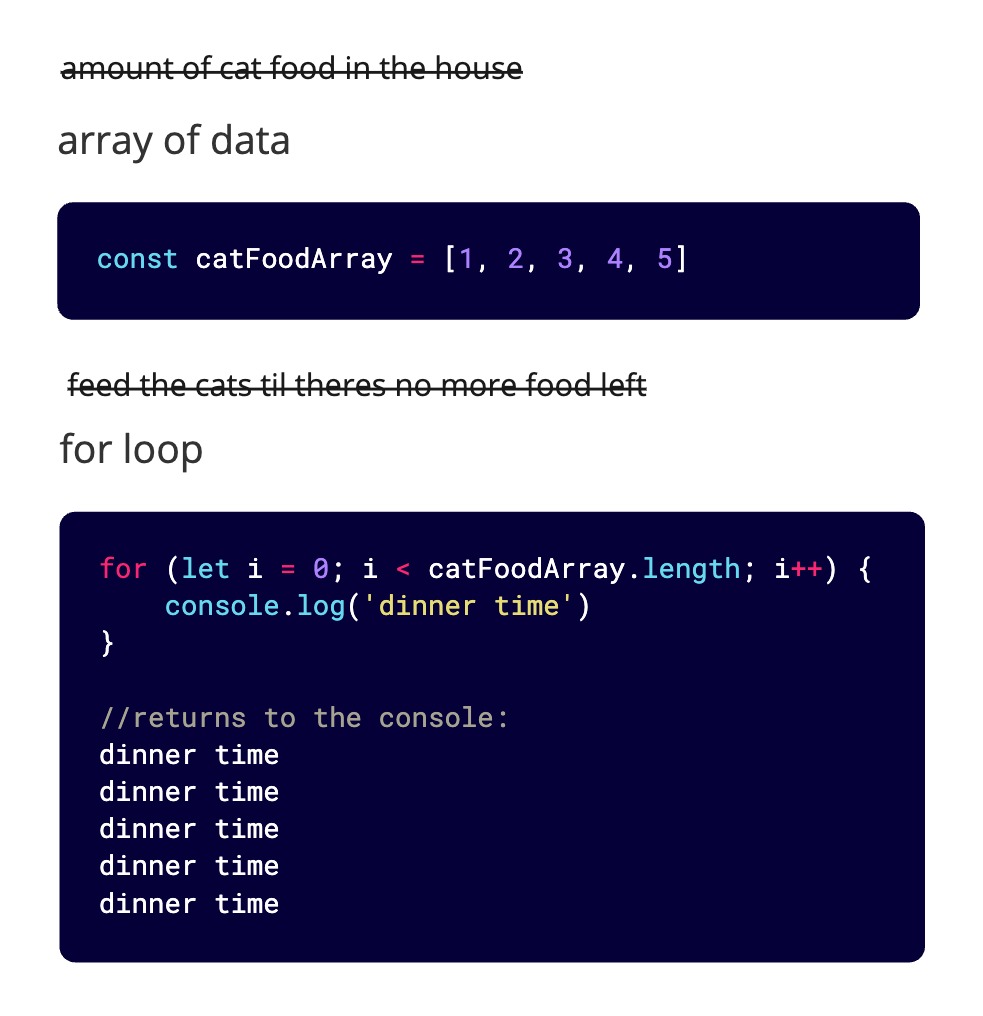 amount of cat food in the house
array of data
const catFoodArray = [1, 2, 3, 4, 5]
feed the cats til theres no more food left
for loop
for (let i = 0; i < catFoodArray.length; i++) {
    console.log('dinner time')
}
//returns to the console:
dinner time
dinner time
dinner time
dinner time
dinner time